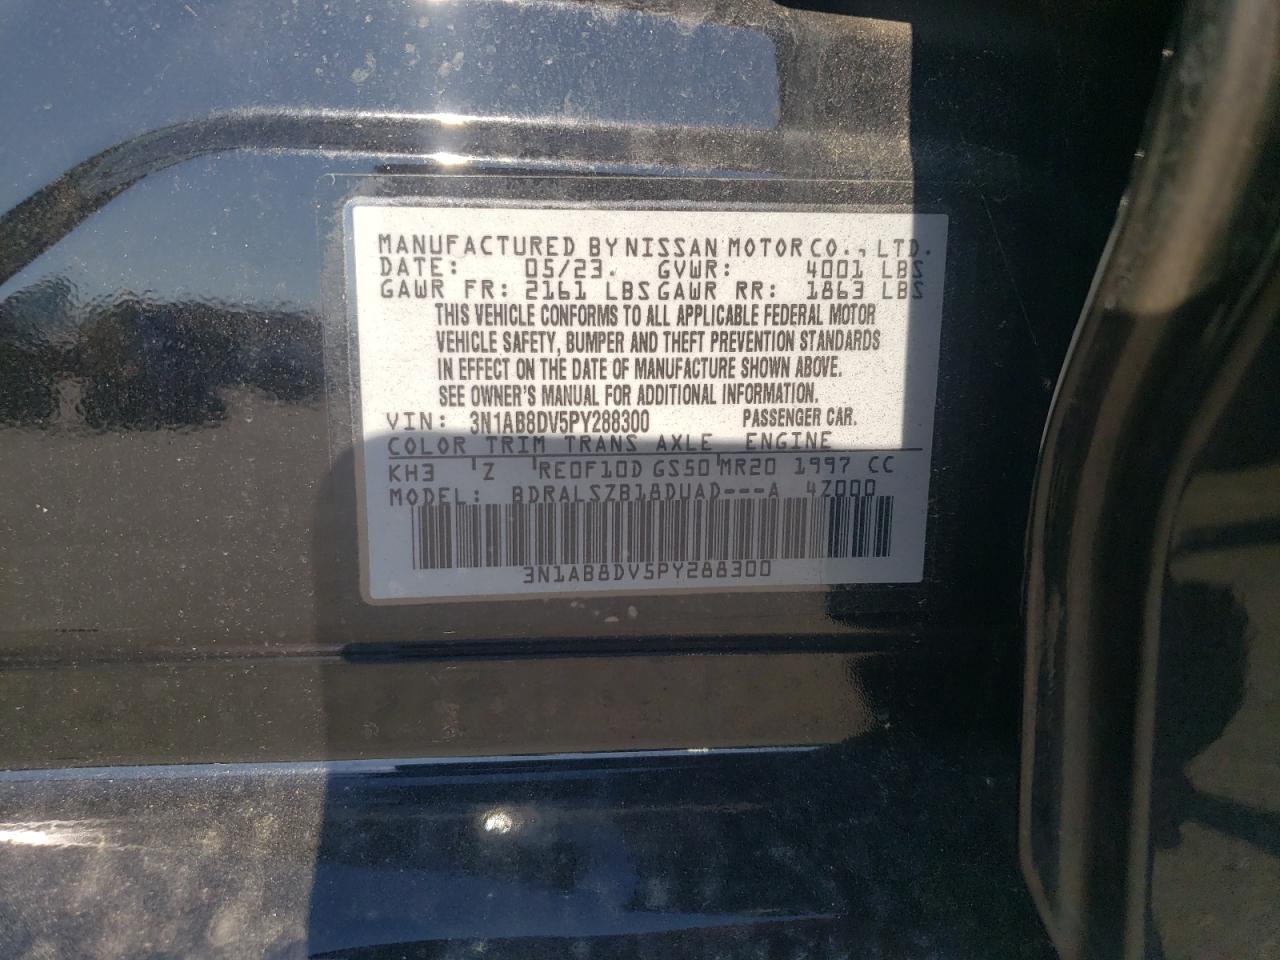 MANUFACTURED BY NISSAN MOTOR CO., LTD.
DATE: 05/23. GVWR: 4001 LBS
GAWR FR: 2161 LBS GAWR RR: 1863 LBS
THIS VEHICLE CONFORMS TO ALL APPLICABLE FEDERAL MOTOR
VEHICLE SAFETY, BUMPER AND THEFT PREVENTION STANDARDS
IN EFFECT ON THE DATE OF MANUFACTURE SHOWN ABOVE.
SEE OWNER'S MANUAL FOR ADDITIONAL INFORMATION.
VIN: 3N1AB8DV5PY288300 PASSENGER CAR.
COLOR TRIM TRANS AXLE ENGINE
KH3 'Z 'RE0F10D GS50'MR20 1997 CC
MODEL: BDRALSZB18DUAD---A 4Z000
3N1AB8DV5PY288300